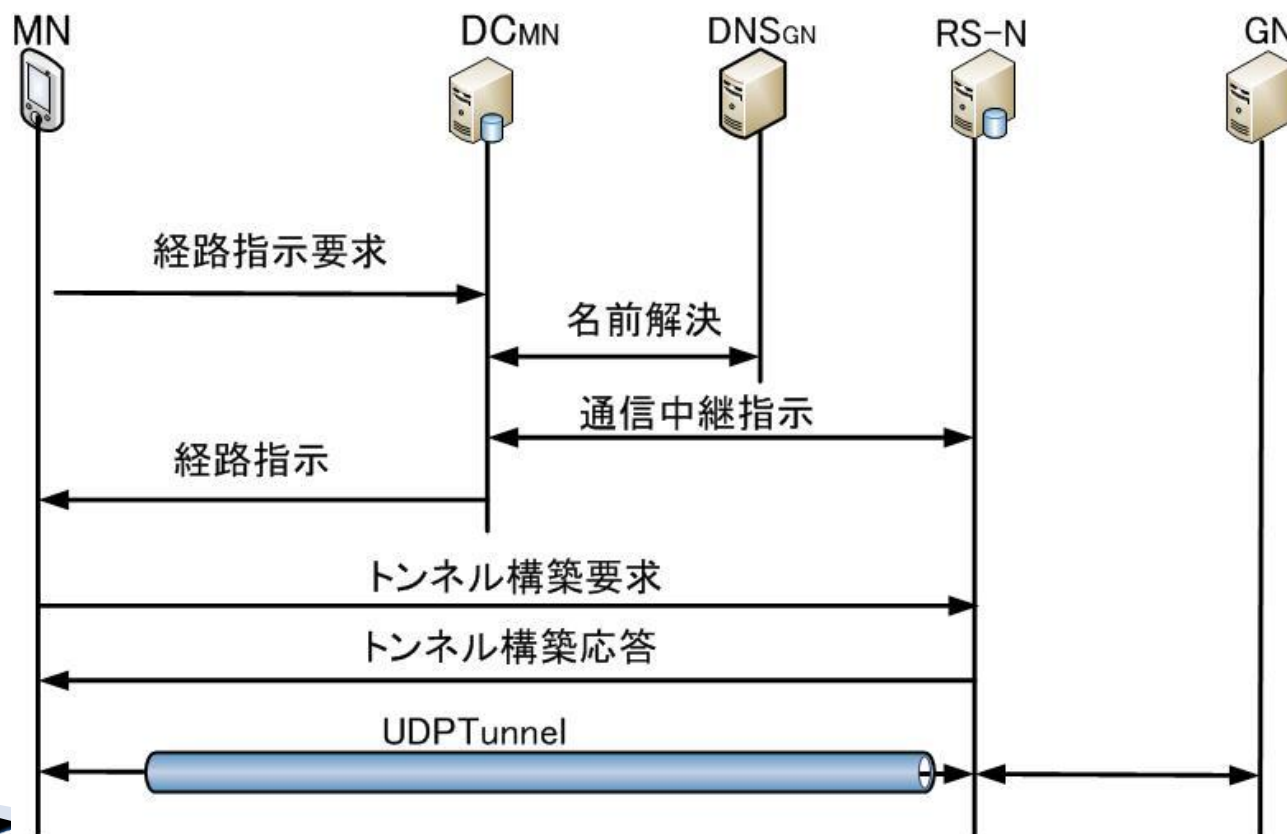 MN
DCMN
DNSGN
RS-N
GN
経路指示要求
名前解決
通信中継指示
経路指示
トンネル構築要求
トンネル構築応答
UDPTunnel